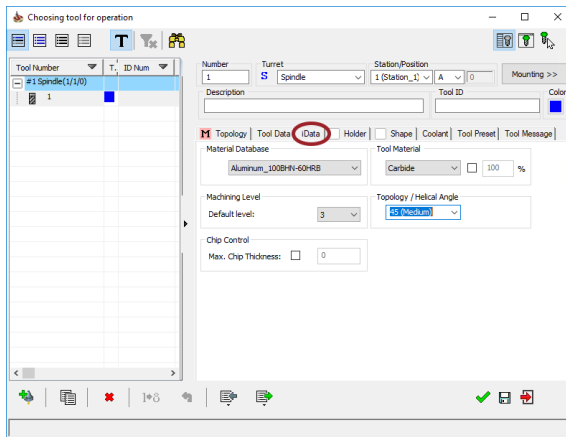 Choosing tool for operation
T
Tool Number T. ID Num
#1 Spindle(1/1/0)
1
Number Turret Station/Position
1 S Spindle 1 (Station_1) A 0 Mounting >>
Description Tool ID Color
M Topology Tool Data iData Holder Shape Coolant Tool Preset Tool Message
Material Database Tool Material
Aluminum_100BHN-60HRB Carbide 100 %
Machining Level Topology / Helical Angle
Default level: 3 45 (Medium)
Chip Control
Max. Chip Thickness: 0